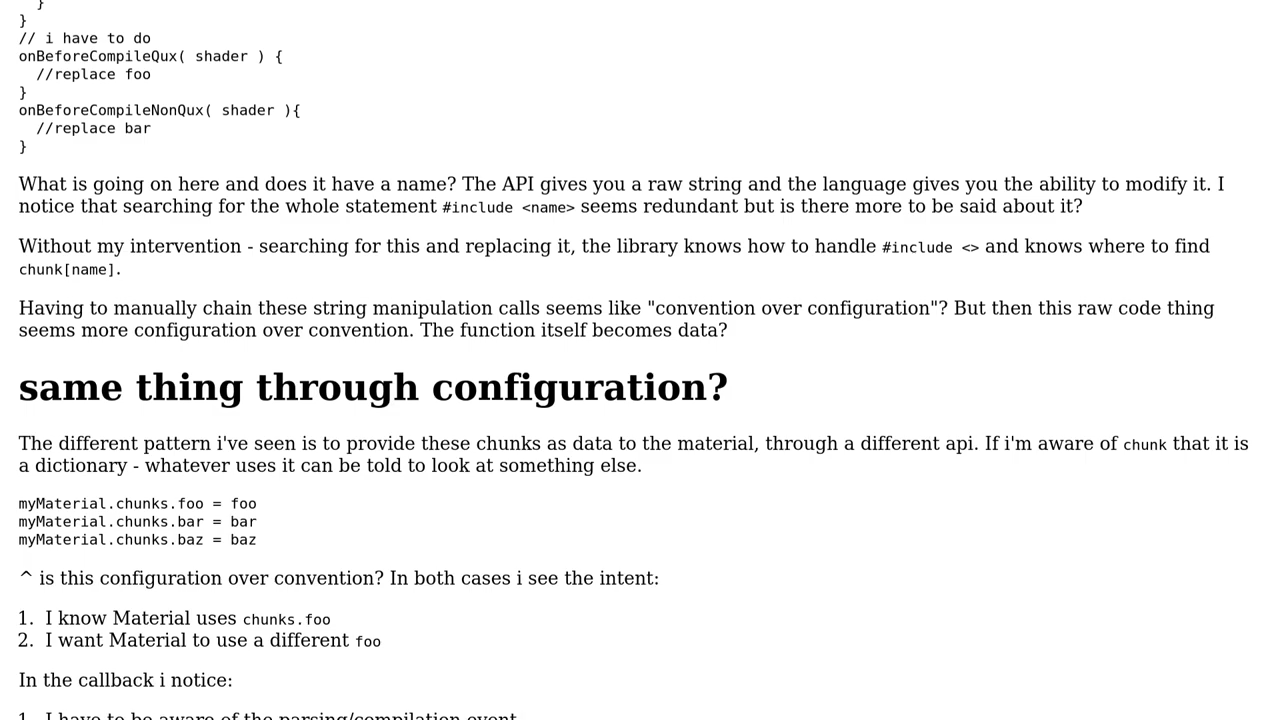 }
}
// i have to do
onBeforeCompileQux( shader ) {
//replace foo
}
onBeforeCompileNonQux( shader ){
//replace bar
}
What is going on here and does it have a name? The API gives you a raw string and the language gives you the ability to modify it. I
notice that searching for the whole statement #include <name> seems redundant but is there more to be said about it?
Without my intervention - searching for this and replacing it, the library knows how to handle #include <> and knows where to find
chunk[name].
Having to manually chain these string manipulation calls seems like "convention over configuration"? But then this raw code thing
seems more configuration over convention. The function itself becomes data?
same thing through configuration?
The different pattern i've seen is to provide these chunks as data to the material, through a different api. If i'm aware of chunk that it is
a dictionary - whatever uses it can be told to look at something else.
myMaterial.chunks.foo = foo
myMaterial.chunks.bar = bar
myMaterial.chunks.baz = baz
^ is this configuration over convention? In both cases i see the intent:
1. I know Material uses chunks.foo
2. I want Material to use a different foo
In the callback i notice:
1. I have to be aware of the parsing/compilation event